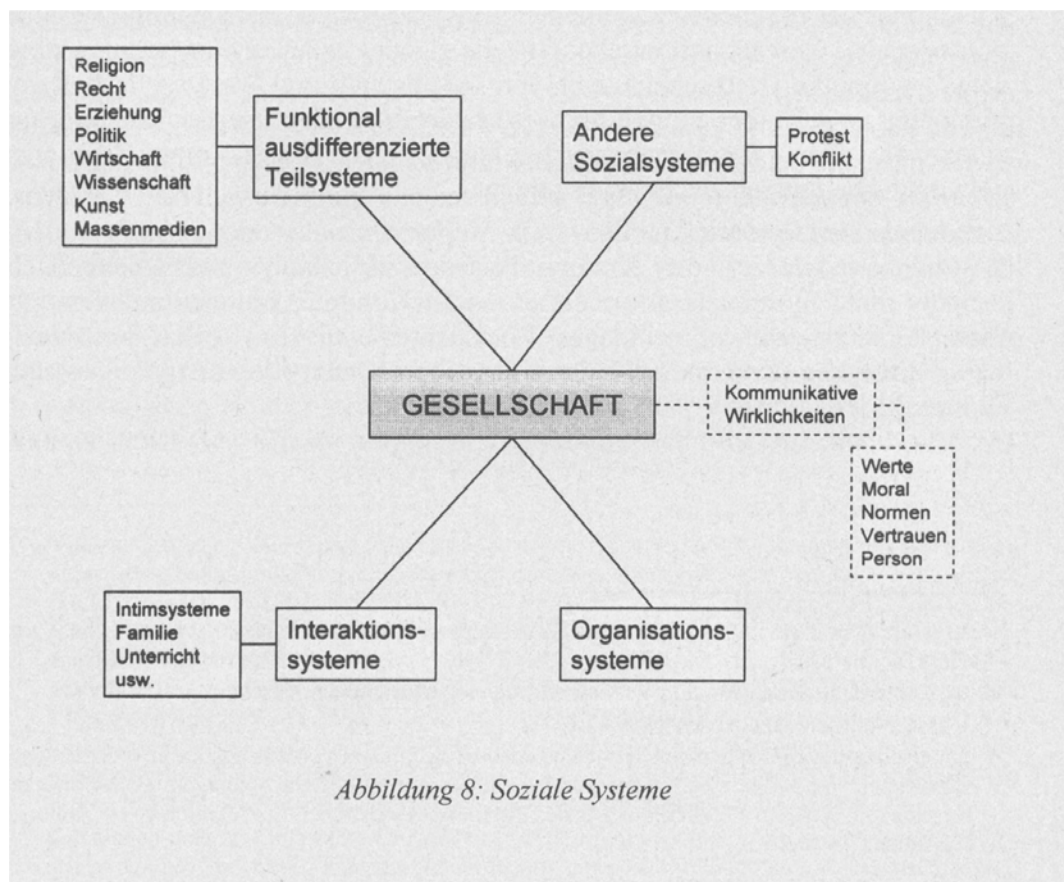 Religion
Recht
Erziehung
Politik
Wirtschaft
Wissenschaft
Kunst
Massenmedien
Funktional
ausdifferenzierte
Teilsysteme
Andere
Sozialsysteme
Protest
Konflikt
GESELLSCHAFT
Kommunikative
Wirklichkeiten
Werte
Moral
Normen
Vertrauen
Person
Intimsysteme
Familie
Unterricht
usw.
Interaktions-
systeme
Organisations-
systeme
Abbildung 8: Soziale Systeme